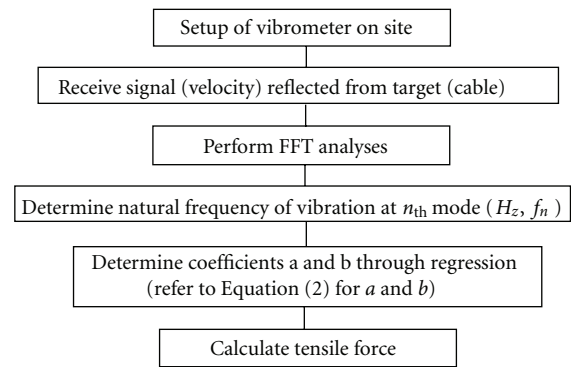 Setup of vibrometer on site
Receive signal (velocity) reflected from target (cable)
Perform FFT analyses
Determine natural frequency of vibration at nth mode (Hz, fn)
Determine coefficients a and b through regression
(refer to Equation (2) for a and b)
Calculate tensile force